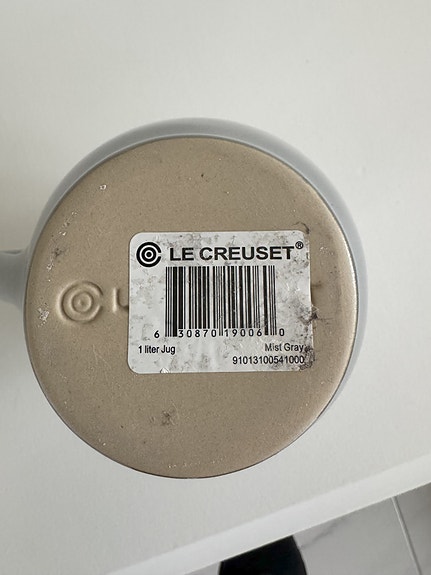 LE CREUSET®
6 30870 19006 0
1 liter Jug
Mist Gray
91013100541000